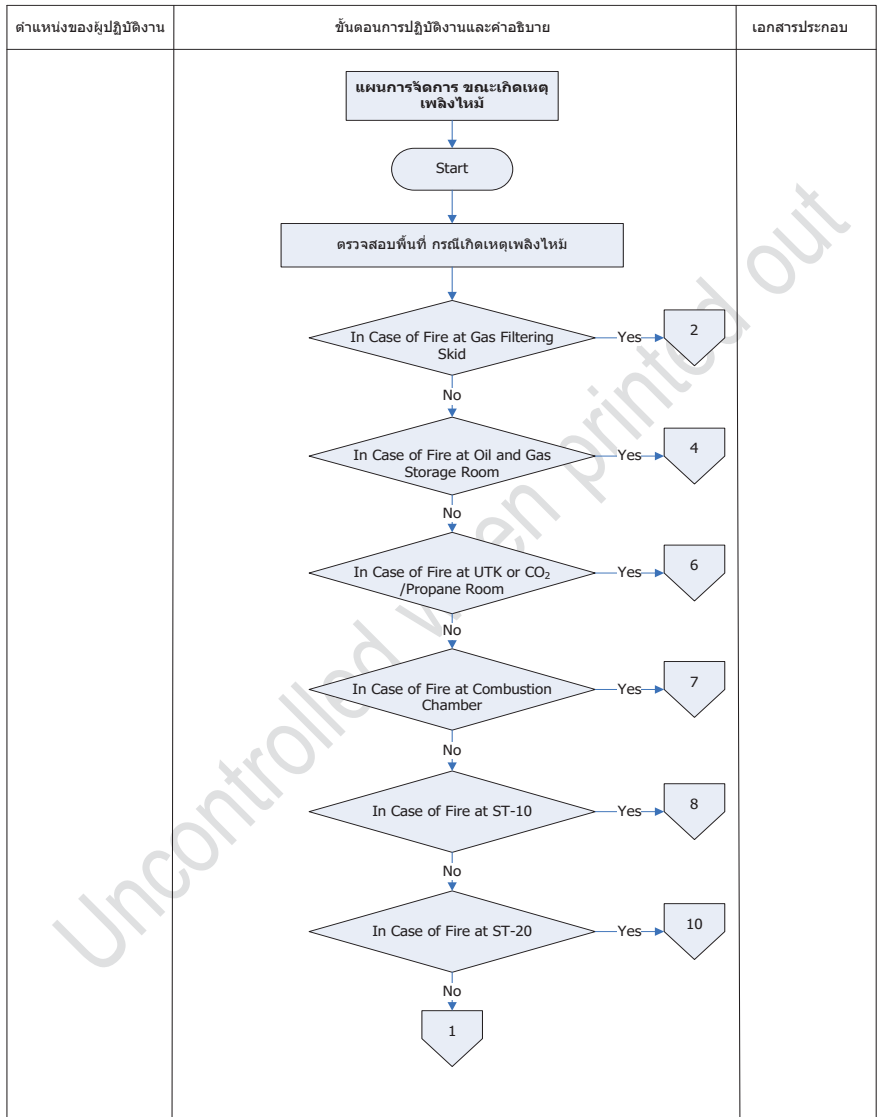 ตำแหน่งของผู้ปฏิบัติงาน
ขั้นตอนการปฏิบัติงานและคำอธิบาย
เอกสารประกอบ
แผนการจัดการ ขณะเกิดเหตุ
เพลิงไหม้
Start
ตรวจสอบพื้นที่ กรณีเกิดเหตุเพลิงไหม้
In Case of Fire at Gas Filtering
Skid
Yes
2
No
In Case of Fire at Oil and Gas
Storage Room
Yes
4
No
In Case of Fire at UTK or CO₂
/Propane Room
Yes
6
No
In Case of Fire at Combustion
Chamber
Yes
7
No
In Case of Fire at ST-10
Yes
8
No
In Case of Fire at ST-20
Yes
10
No
1
Uncontrolled when printed out